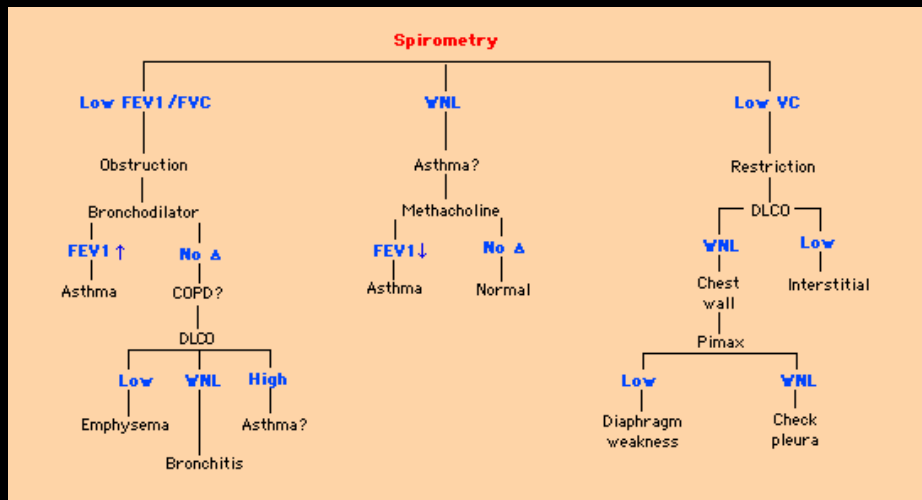 Spirometry
Low FEV1/FVC WNL Low VC
Obstruction Asthma? Restriction
Bronchodilator Methacholine DLCO
FEV1 ↑ No Δ FEV1↓ No Δ WNL Low
Asthma COPD? Asthma Normal Chest Interstitial
wall
DLCO Pimax
Low WNL High Low WNL
Emphysema Asthma? Diaphragm Check
weakness pleura
Bronchitis